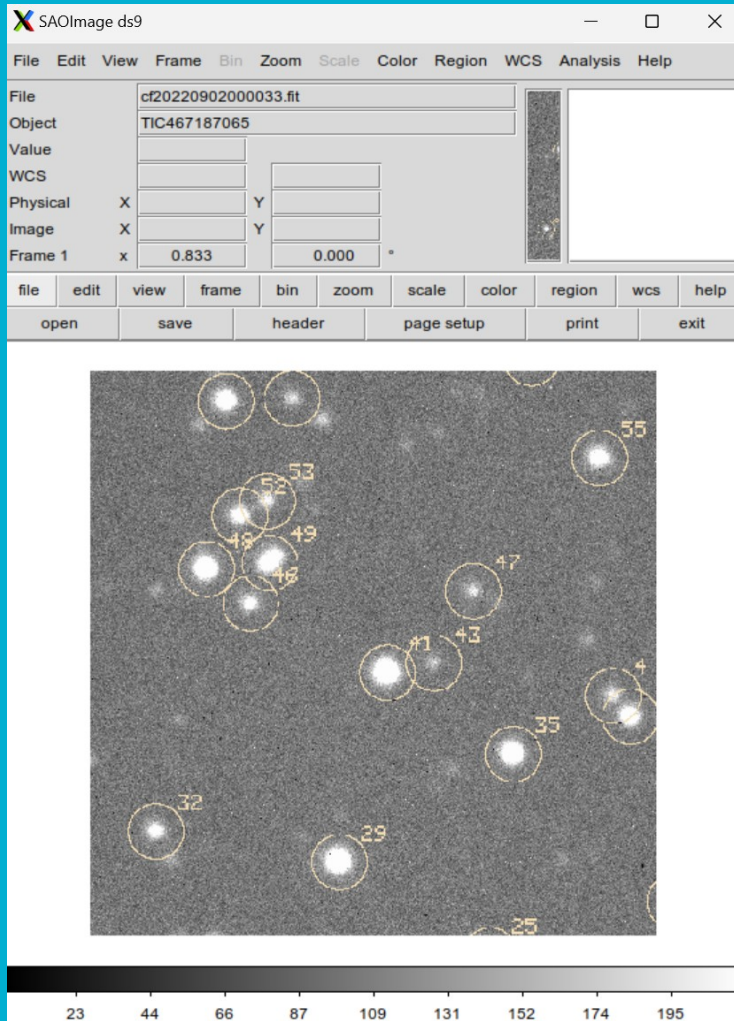 SAOImage ds9
File Edit View Frame Bin Zoom Scale Color Region WCS Analysis Help
File cf20220902000033.fit
Object TIC467187065
Value
WCS
Physical X Y
Image X Y
Frame 1 x 0.833 0.000 °
file edit view frame bin zoom scale color region wcs help
open save header page setup print exit
55
53
52
48 49
46
47
41 43
4
35
32
29
25
23 44 66 87 109 131 152 174 195